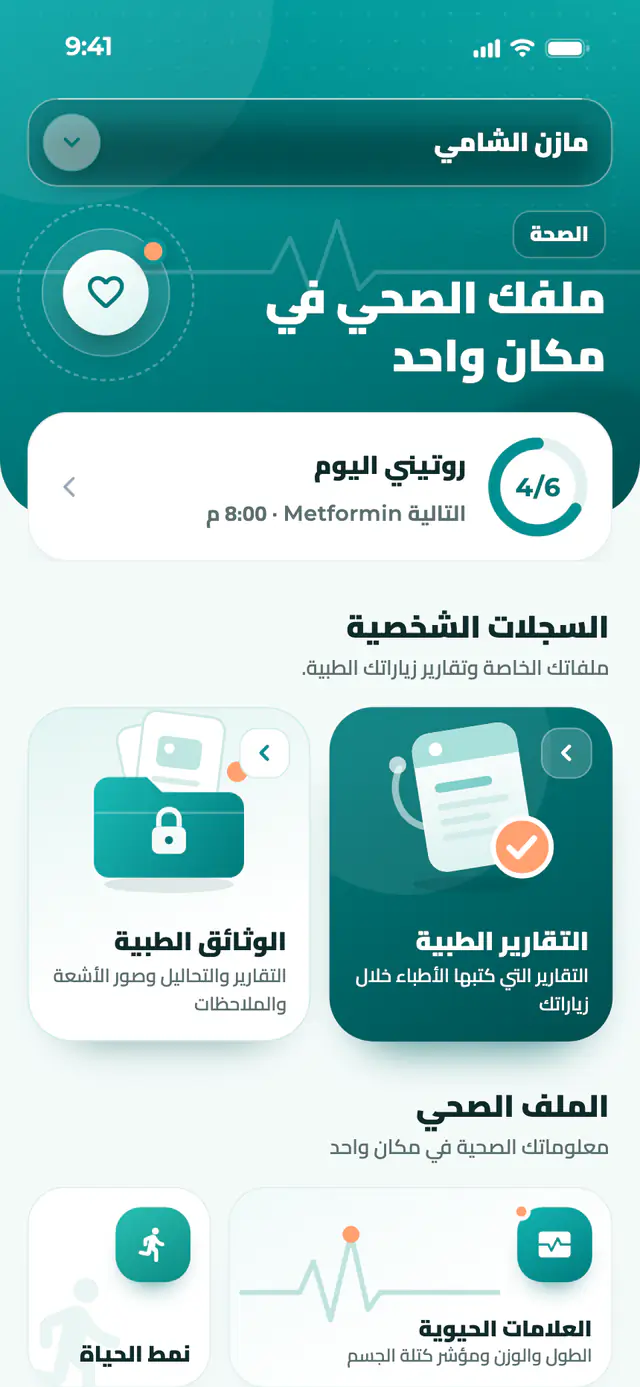 9:41
مازن الشامي
الصحة
ملفك الصحي في
مكان واحد
4/6
روتيني اليوم
التالية Metformin · 8:00 م
السجلات الشخصية
ملفاتك الخاصة وتقارير زياراتك الطبية.
التقارير الطبية
التقارير التي كتبها الأطباء خلال
زياراتك
الوثائق الطبية
التقارير والتحاليل وصور الأشعة
والملاحظات
الملف الصحي
معلوماتك الصحية في مكان واحد
العلامات الحيوية
الطول والوزن ومؤشر كتلة الجسم
نمط الحياة